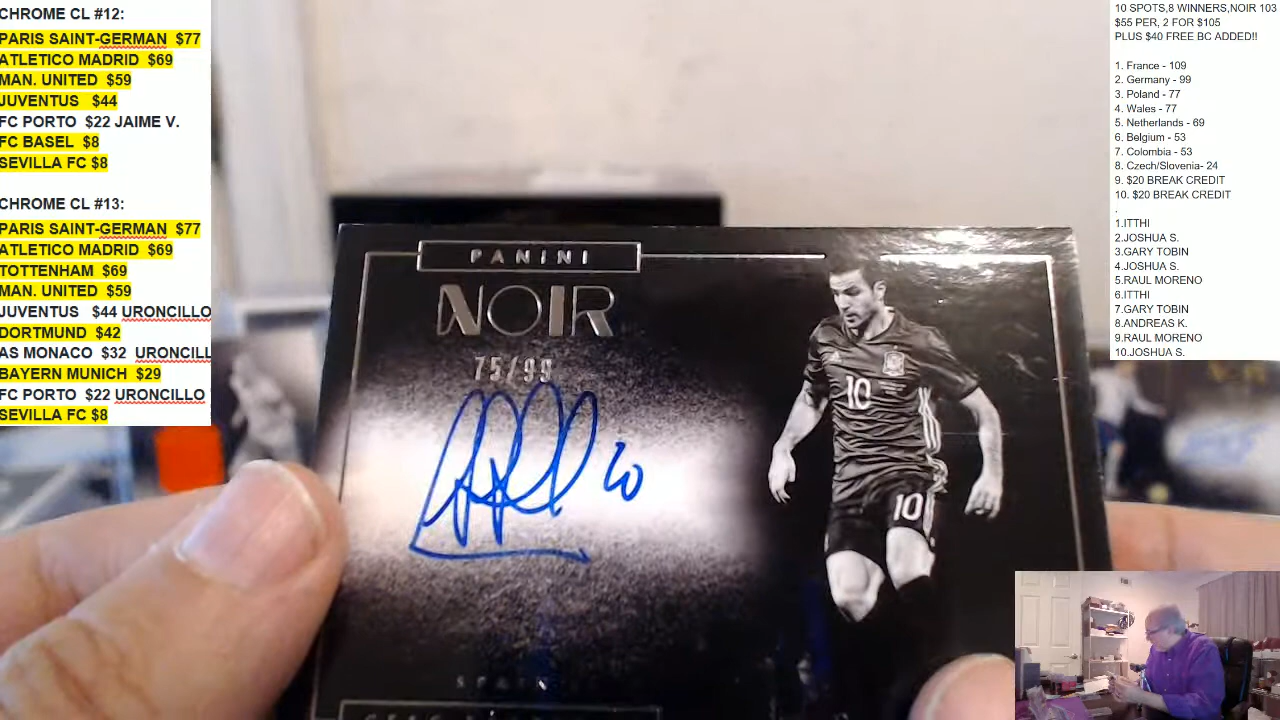 CHROME CL #12:
PARIS SAINT-GERMAN $77
ATLETICO MADRID $69
MAN. UNITED $59
JUVENTUS $44
FC PORTO $22 JAIME V.
FC BASEL $8
SEVILLA FC $8
CHROME CL #13:
PARIS SAINT-GERMAN $77
ATLETICO MADRID $69
TOTTENHAM $69
MAN. UNITED $59
JUVENTUS $44 URONCILLO
DORTMUND $42
AS MONACO $32 URONCILL
BAYERN MUNICH $29
FC PORTO $22 URONCILLO
SEVILLA FC $8
PANINI
NOIR
75/99
10
10
10 SPOTS,8 WINNERS,NOIR 103
$55 PER, 2 FOR $105
PLUS $40 FREE BC ADDED!!
1. France - 109
2. Germany - 99
3. Poland - 77
4. Wales - 77
5. Netherlands - 69
6. Belgium - 53
7. Colombia - 53
8. Czech/Slovenia- 24
9. $20 BREAK CREDIT
10. $20 BREAK CREDIT
.
1.ITTHI
2.JOSHUA S.
3.GARY TOBIN
4.JOSHUA S.
5.RAUL MORENO
6.ITTHI
7.GARY TOBIN
8.ANDREAS K.
9.RAUL MORENO
10.JOSHUA S.